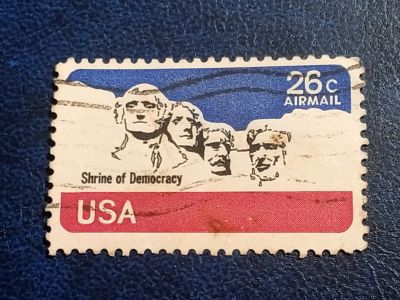 26c
AIRMAIL
Shrine of Democracy
USA